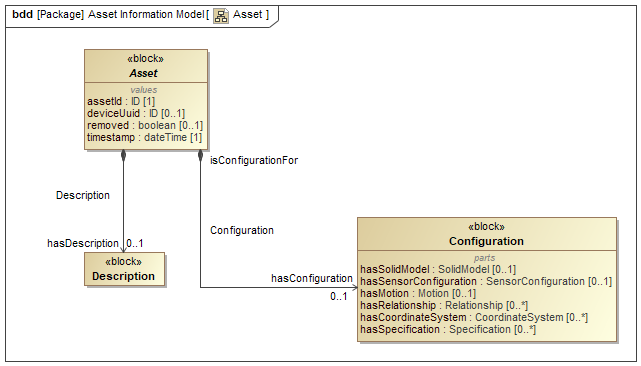 bdd [Package] Asset Information Model [ Asset ]
«block»
Asset
values
assetId : ID [1]
deviceUuid : ID [0..1]
removed : boolean [0..1]
timestamp : dateTime [1]
isConfigurationFor
Description
Configuration
hasDescription 0..1
«block»
Description
hasConfiguration
0..1
«block»
Configuration
parts
hasSolidModel : SolidModel [0..1]
hasSensorConfiguration : SensorConfiguration [0..1]
hasMotion : Motion [0..1]
hasRelationship : Relationship [0..*]
hasCoordinateSystem : CoordinateSystem [0..*]
hasSpecification : Specification [0..*]